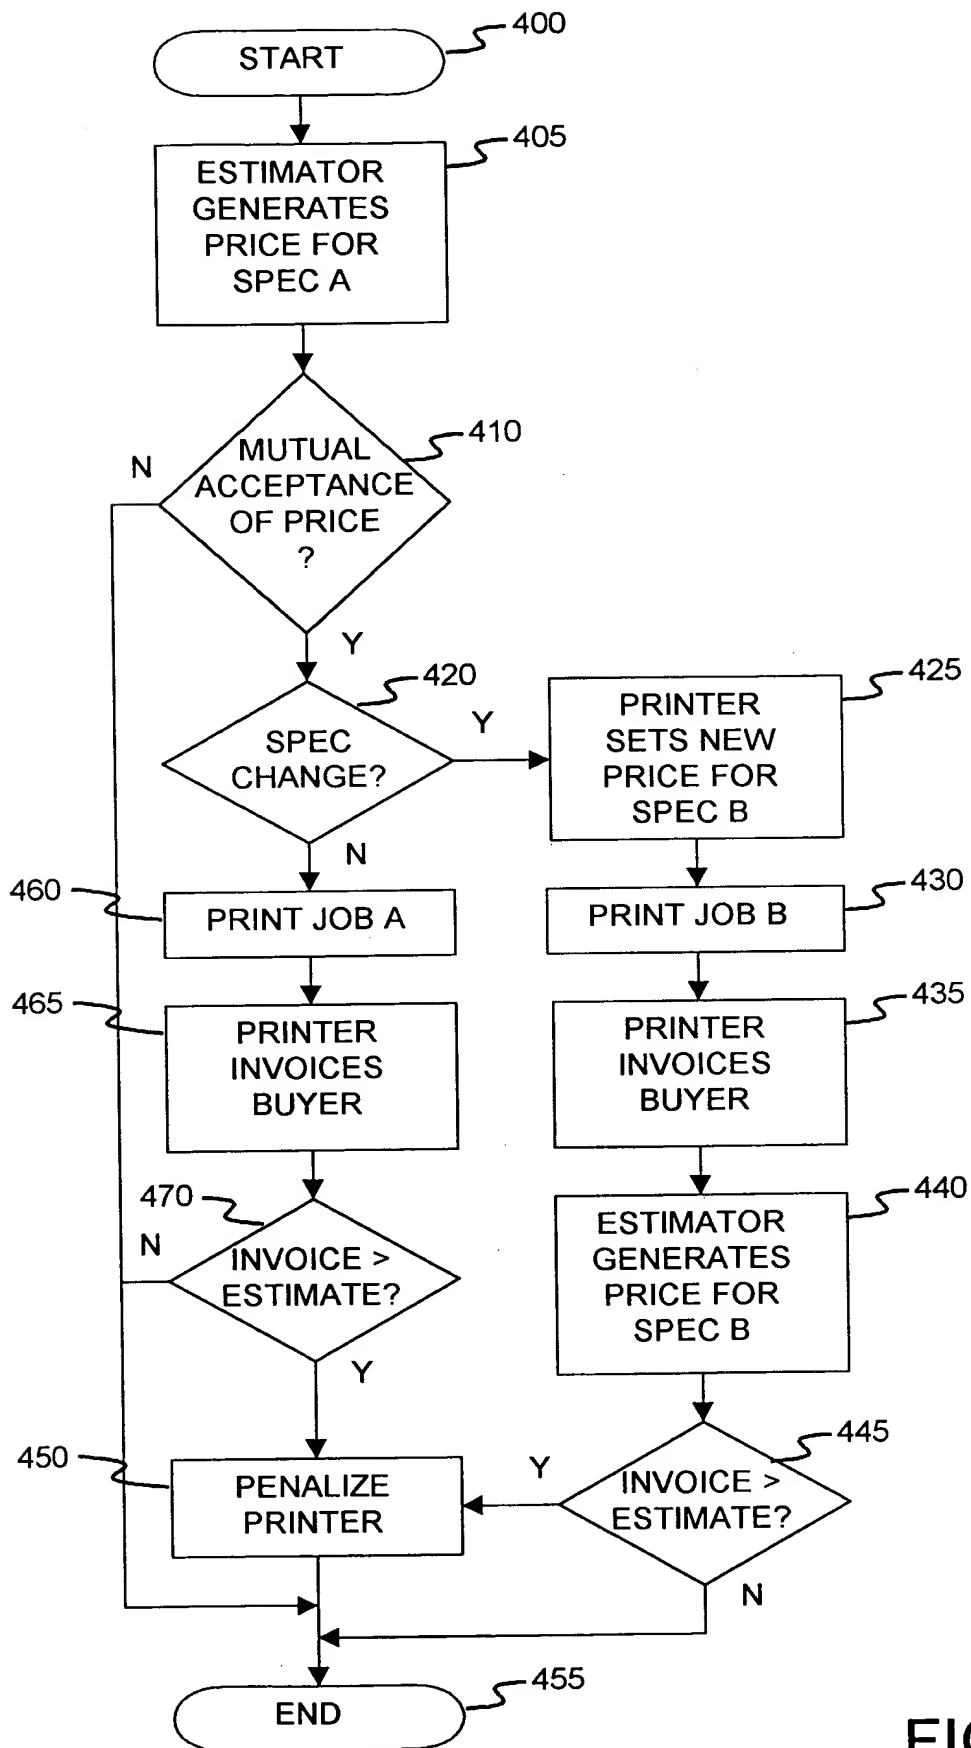 START
400
ESTIMATOR
GENERATES
PRICE FOR
SPEC A
405
MUTUAL
ACCEPTANCE
OF PRICE
?
410
N
Y
SPEC
CHANGE?
420
Y
N
PRINTER
SETS NEW
PRICE FOR
SPEC B
425
460
PRINT JOB A
PRINT JOB B
430
465
PRINTER
INVOICES
BUYER
PRINTER
INVOICES
BUYER
435
470
N
INVOICE >
ESTIMATE?
Y
ESTIMATOR
GENERATES
PRICE FOR
SPEC B
440
450
PENALIZE
PRINTER
Y
INVOICE >
ESTIMATE?
445
N
END
455
FIG